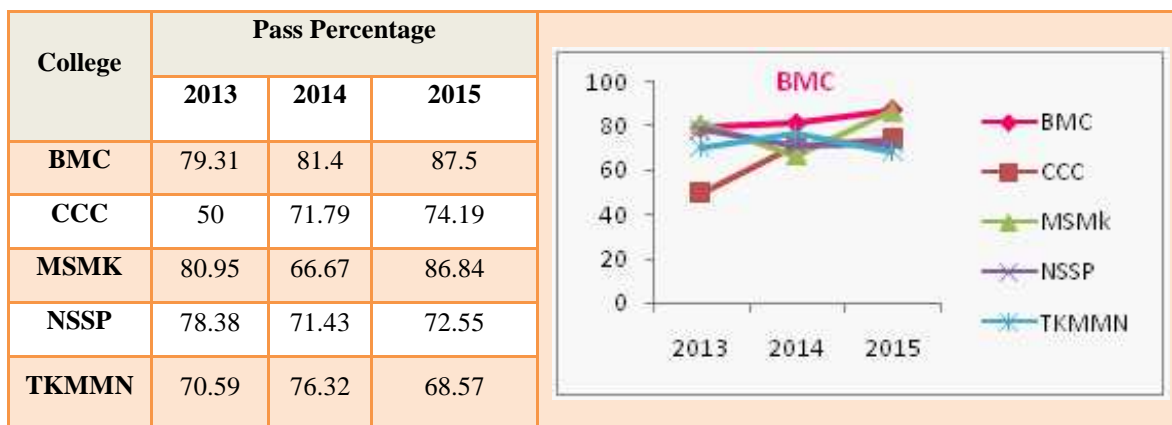 College Pass Percentage
2013 2014 2015
BMC 79.31 81.4 87.5
CCC 50 71.79 74.19
MSMK 80.95 66.67 86.84
NSSP 78.38 71.43 72.55
TKMMN 70.59 76.32 68.57
BMC
100
80
60
40
20
0
2013 2014 2015
BMC
CCC
MSMk
NSSP
TKMMN